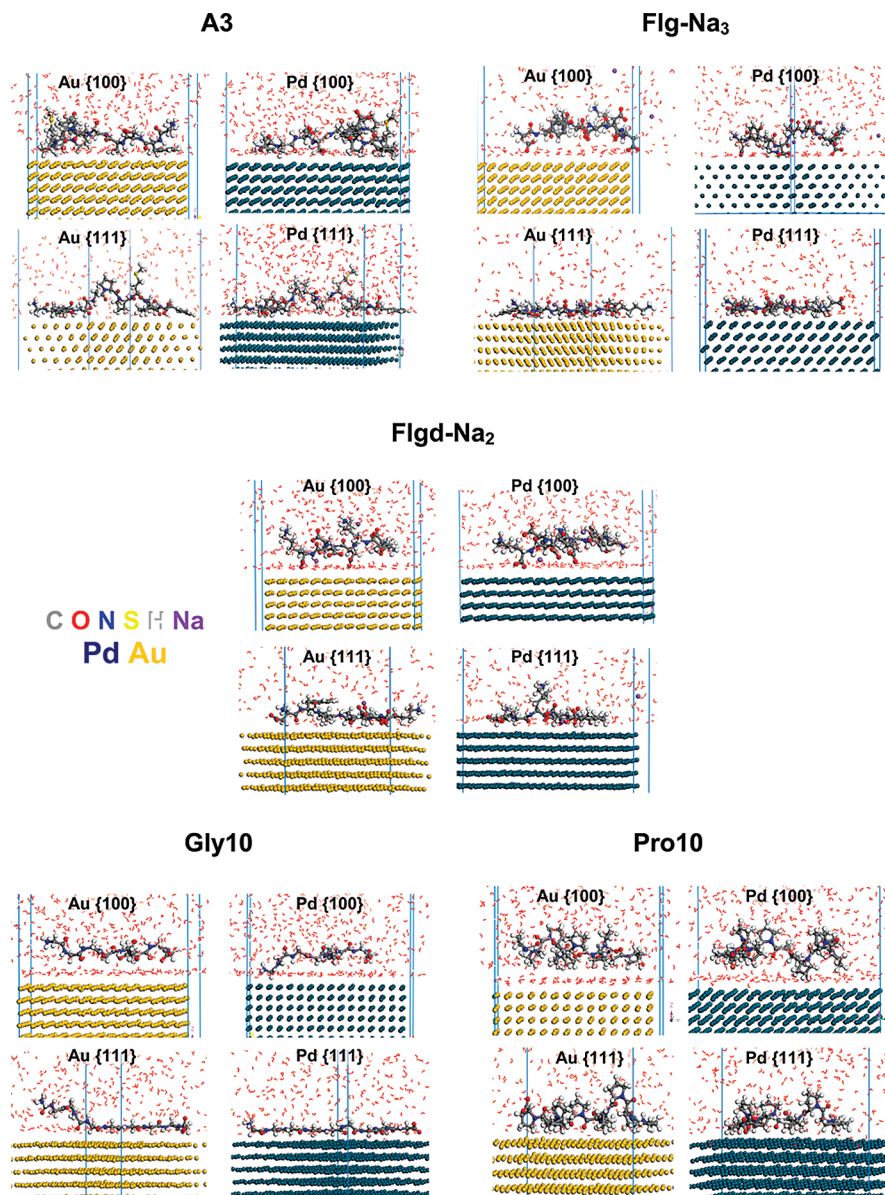 A3
Flg-Na₃
Au {100}
Pd {100}
Au {100}
Pd {100}
Au {111}
Pd {111}
Au {111}
Pd {111}
Flgd-Na₂
Au {100}
Pd {100}
C O N S H Na
Pd Au
Au {111}
Pd {111}
Gly10
Pro10
Au {100}
Pd {100}
Au {100}
Pd {100}
Au {111}
Pd {111}
Au {111}
Pd {111}